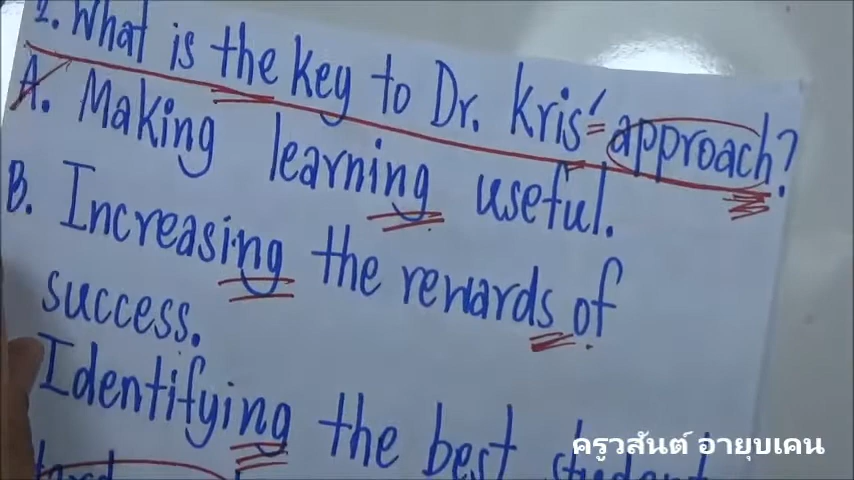 2. What is the key to Dr. Kris' approach?
A. Making learning useful.
B. Increasing the rewards of
success.
Identifying the best student
ครูวสันต์ อายุบเคน